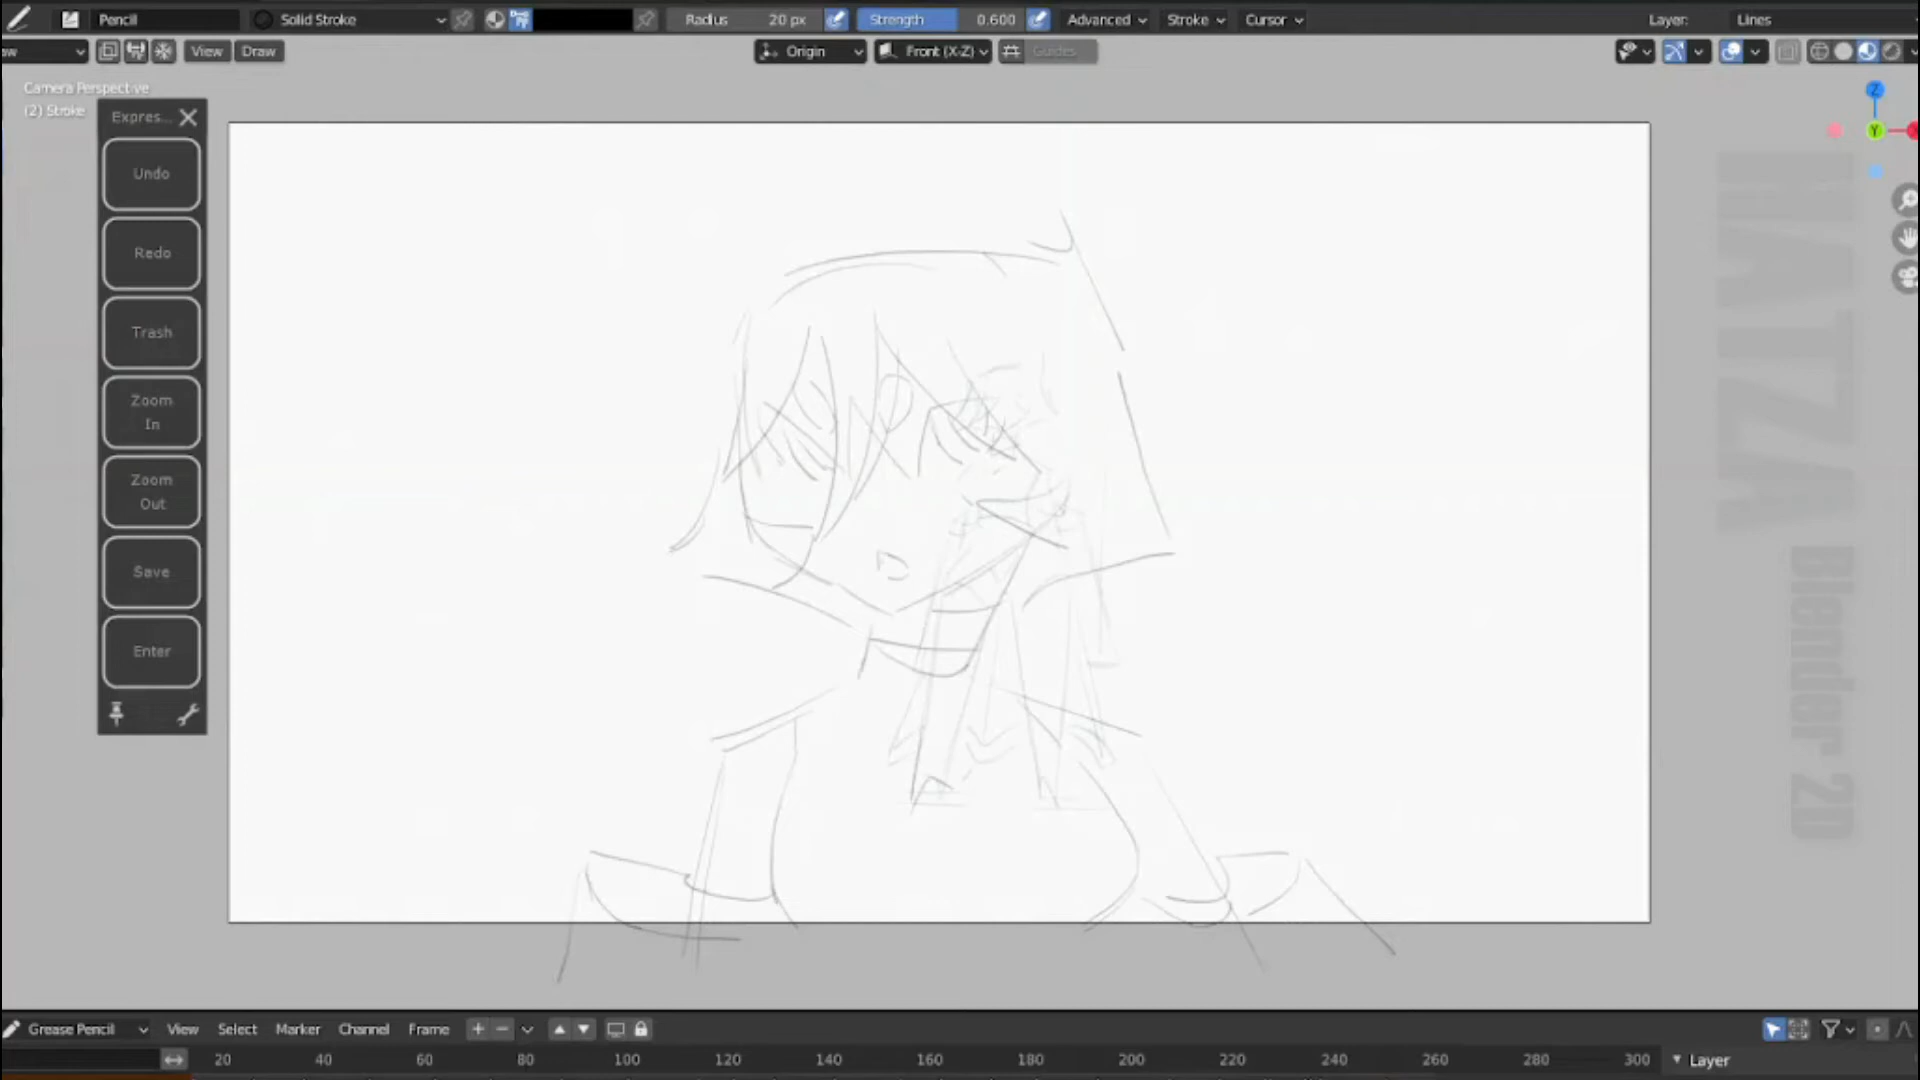 Pencil Solid Stroke Radius 20 px Strength 0.600 Advanced Stroke Cursor Layer: Lines
aw View Draw Origin Front (X-Z) Guides
Camera Perspective
(2) Stroke
Expres...
Undo
Redo
Trash
Zoom
In
Zoom
Out
Save
Enter
Z
Y
Blender 2D
Grease Pencil View Select Marker Channel Frame
20 40 60 80 100 120 140 160 180 200 220 240 260 280 300 Layer